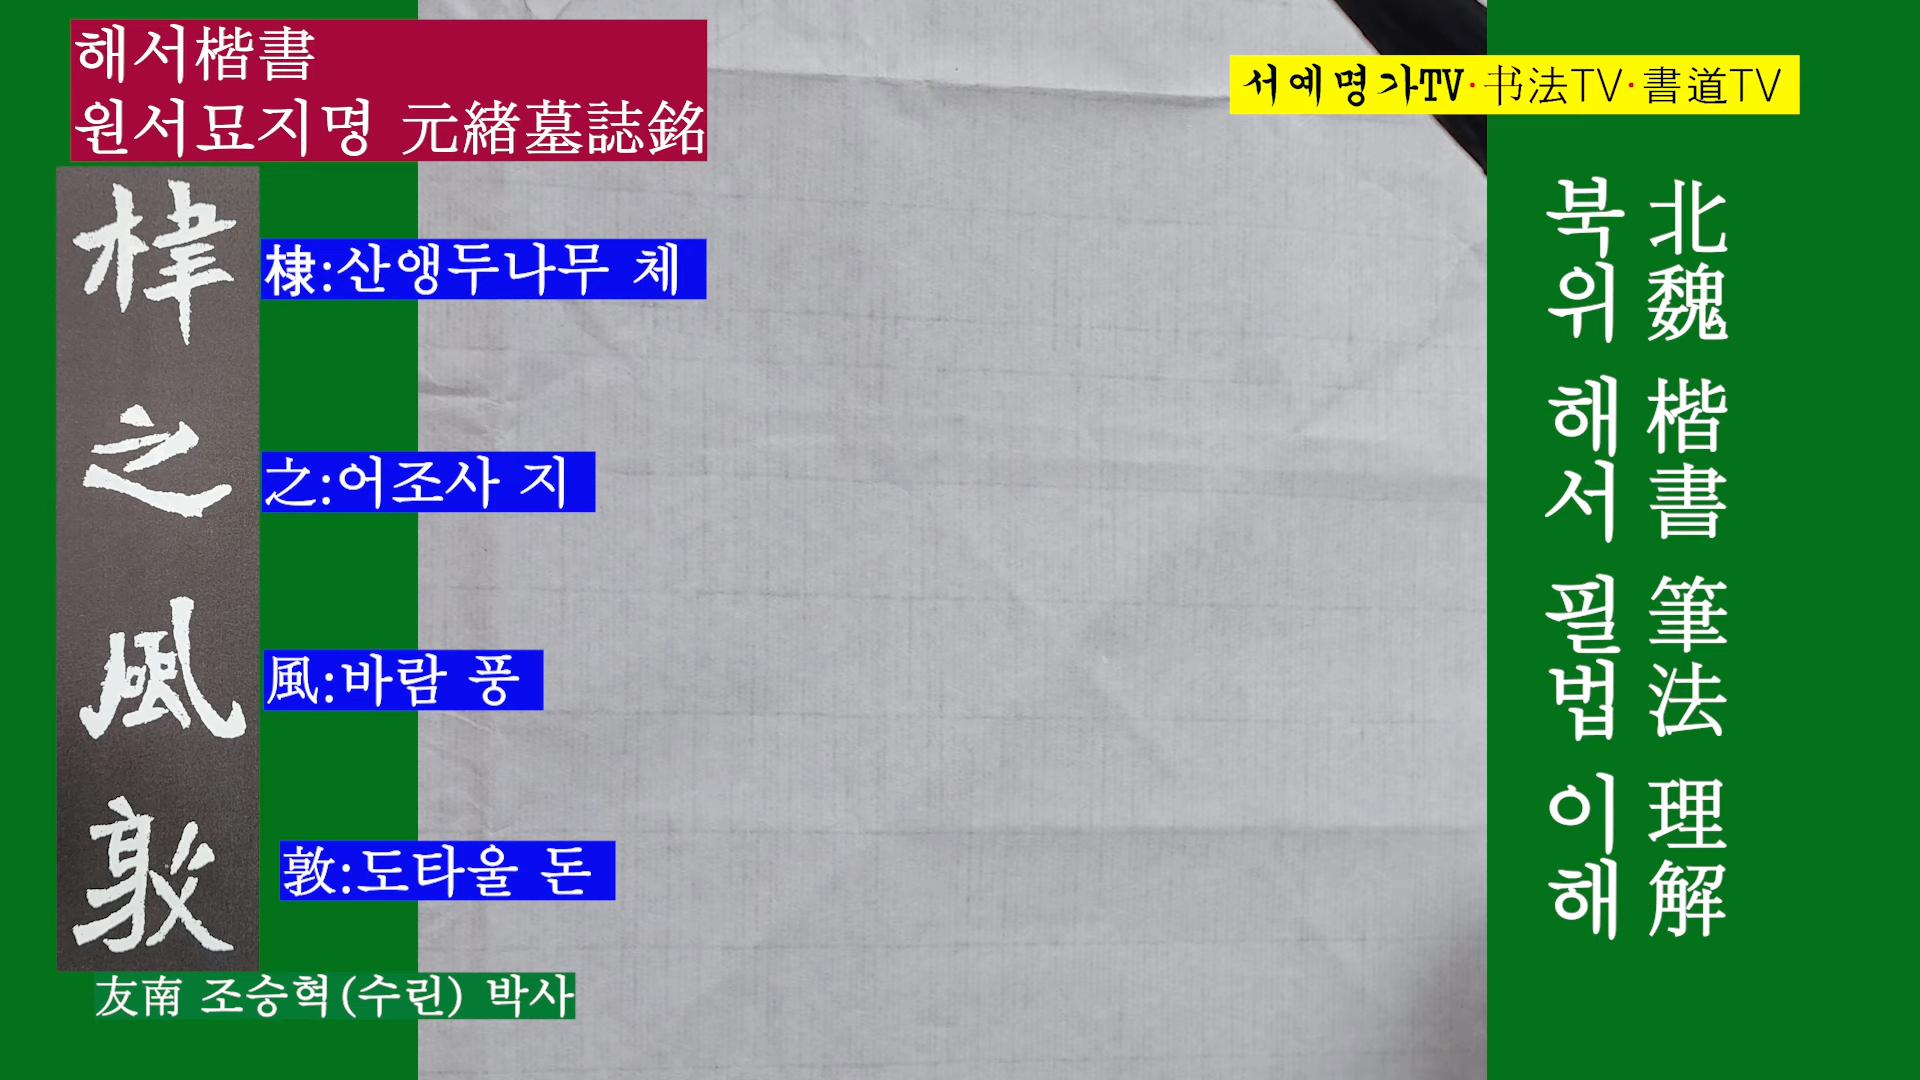 해서楷書
원서묘지명 元緖墓誌銘
서예명가TV·书法TV·書道TV
棣之風敦
棣:산앵두나무 체
之:어조사 지
風:바람 풍
敦:도타울 돈
友南 조승혁(수린) 박사
북위 해서 필법 이해
北魏 楷書 筆法 理解